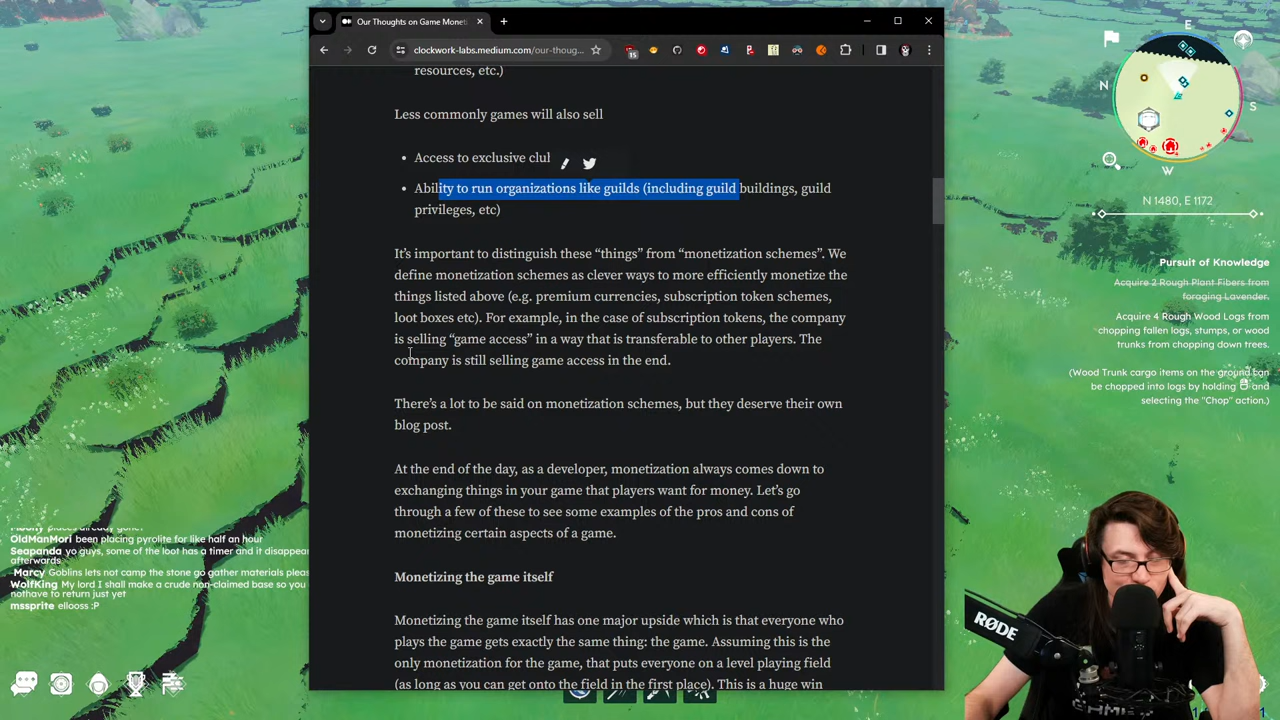 Our Thoughts on Game Moneti
clockwork-labs.medium.com/our-thoug...
15
resources, etc.)
Less commonly games will also sell
Access to exclusive clul
Ability to run organizations like guilds (including guild buildings, guild
privileges, etc)
It’s important to distinguish these “things” from “monetization schemes”. We
define monetization schemes as clever ways to more efficiently monetize the
things listed above (e.g. premium currencies, subscription token schemes,
loot boxes etc). For example, in the case of subscription tokens, the company
is selling “game access” in a way that is transferable to other players. The
company is still selling game access in the end.
There’s a lot to be said on monetization schemes, but they deserve their own
blog post.
At the end of the day, as a developer, monetization always comes down to
exchanging things in your game that players want for money. Let’s go
through a few of these to see some examples of the pros and cons of
monetizing certain aspects of a game.
Monetizing the game itself
Monetizing the game itself has one major upside which is that everyone who
plays the game gets exactly the same thing: the game. Assuming this is the
only monetization for the game, that puts everyone on a level playing field
(as long as you can get onto the field in the first place). This is a huge win
E
N
S
W
N 1480, E 1172
Pursuit of Knowledge
Acquire 2 Rough Plant Fibers from
foraging Lavender.
Acquire 4 Rough Wood Logs from
chopping fallen logs, stumps, or wood
trunks from chopping down trees.
(Wood Trunk cargo items on the ground can
be chopped into logs by holding and
selecting the "Chop" action.)
places already gone?
OldManMori been placing pyrolite for like half an hour
Seapanda yo guys, some of the loot has a timer and it disappear
afterwards
Marcy Goblins lets not camp the stone go gather materials pleas
WolfKing My lord I shall make a crude non-claimed base so you
nothave to return just yet
mssprite ellooss :P
RØDE